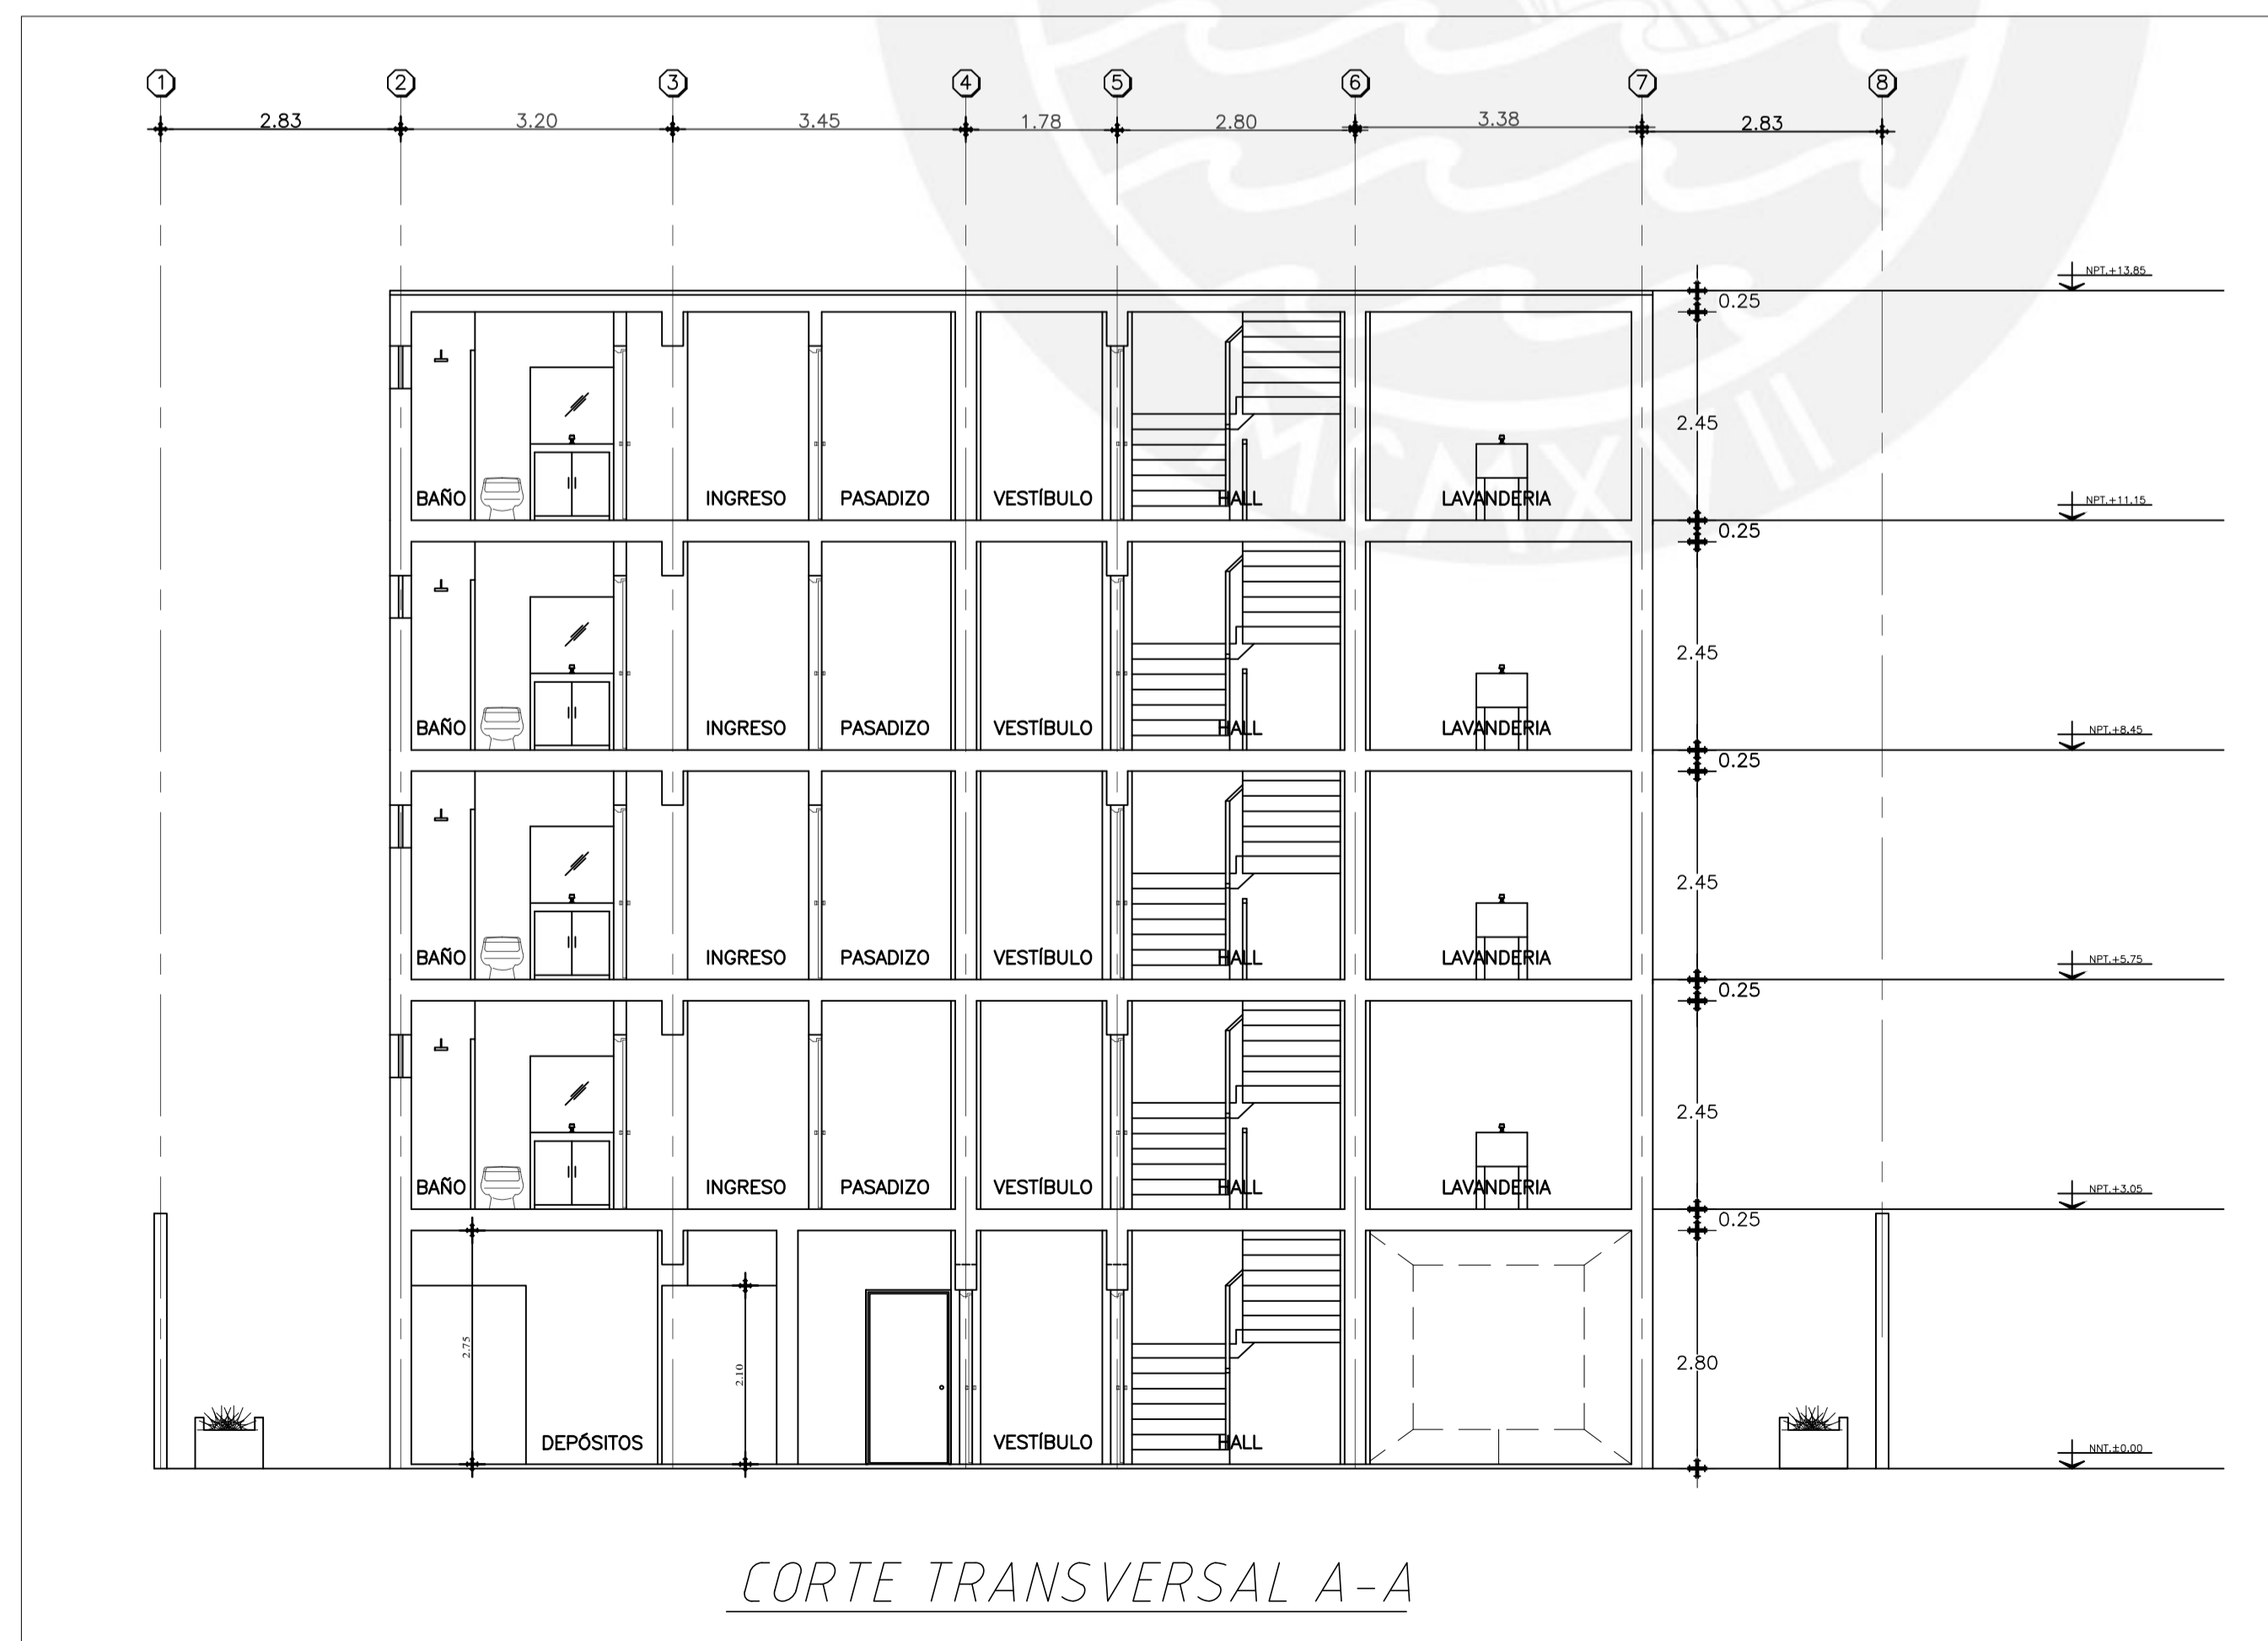 1 2 3 4 5 6 7 8
2.83 3.20 3.45 1.78 2.80 3.38 2.83
NPT.+13.85
0.25
2.45
BAÑO INGRESO PASADIZO VESTÍBULO HALL LAVANDERIA
NPT.+11.15
0.25
2.45
BAÑO INGRESO PASADIZO VESTÍBULO HALL LAVANDERIA
NPT.+8.45
0.25
2.45
BAÑO INGRESO PASADIZO VESTÍBULO HALL LAVANDERIA
NPT.+5.75
0.25
2.45
BAÑO INGRESO PASADIZO VESTÍBULO HALL LAVANDERIA
NPT.+3.05
0.25
2.75
2.10
2.80
DEPÓSITOS VESTÍBULO HALL
NNT.±0.00
CORTE TRANSVERSAL A-A
MCMXVII